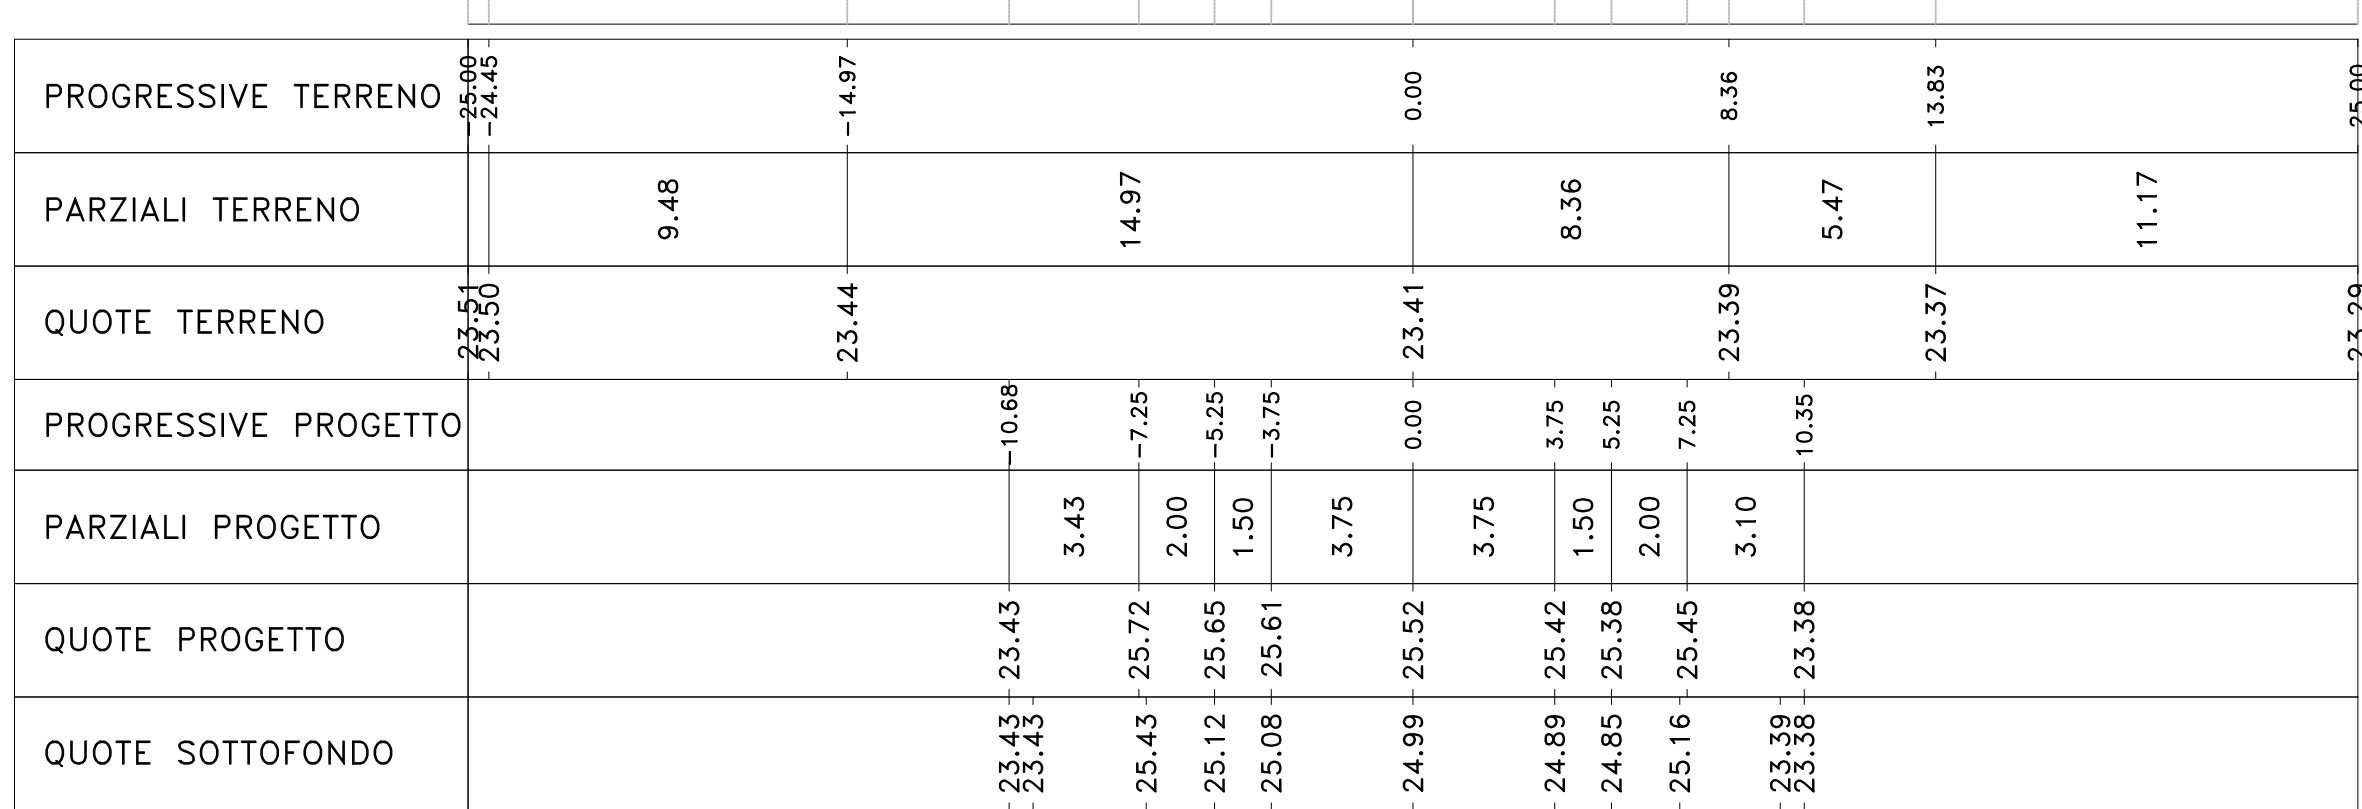 PROGRESSIVE TERRENO -25.00 -24.45 -14.97 0.00 8.36 13.83 25.00
PARZIALI TERRENO 9.48 14.97 8.36 5.47 11.17
QUOTE TERRENO 23.51 23.50 23.44 23.41 23.39 23.37 23.29
PROGRESSIVE PROGETTO -10.68 -7.25 -5.25 -3.75 0.00 3.75 5.25 7.25 10.35
PARZIALI PROGETTO 3.43 2.00 1.50 3.75 3.75 1.50 2.00 3.10
QUOTE PROGETTO 23.43 25.72 25.65 25.61 25.52 25.42 25.38 25.45 23.38
QUOTE SOTTOFONDO 23.43 23.43 25.43 25.12 25.08 24.99 24.89 24.85 25.16 23.39 23.38